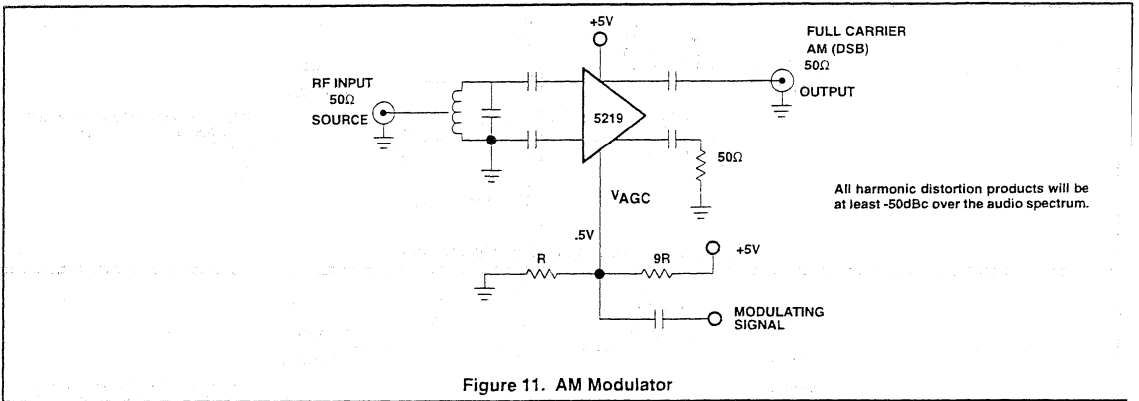 +5V
FULL CARRIER
AM (DSB)
50Ω
OUTPUT
RF INPUT
50Ω
SOURCE
5219
50Ω
VAGC
All harmonic distortion products will be
at least -50dBc over the audio spectrum.
.5V
R
9R
+5V
MODULATING
SIGNAL
Figure 11. AM Modulator